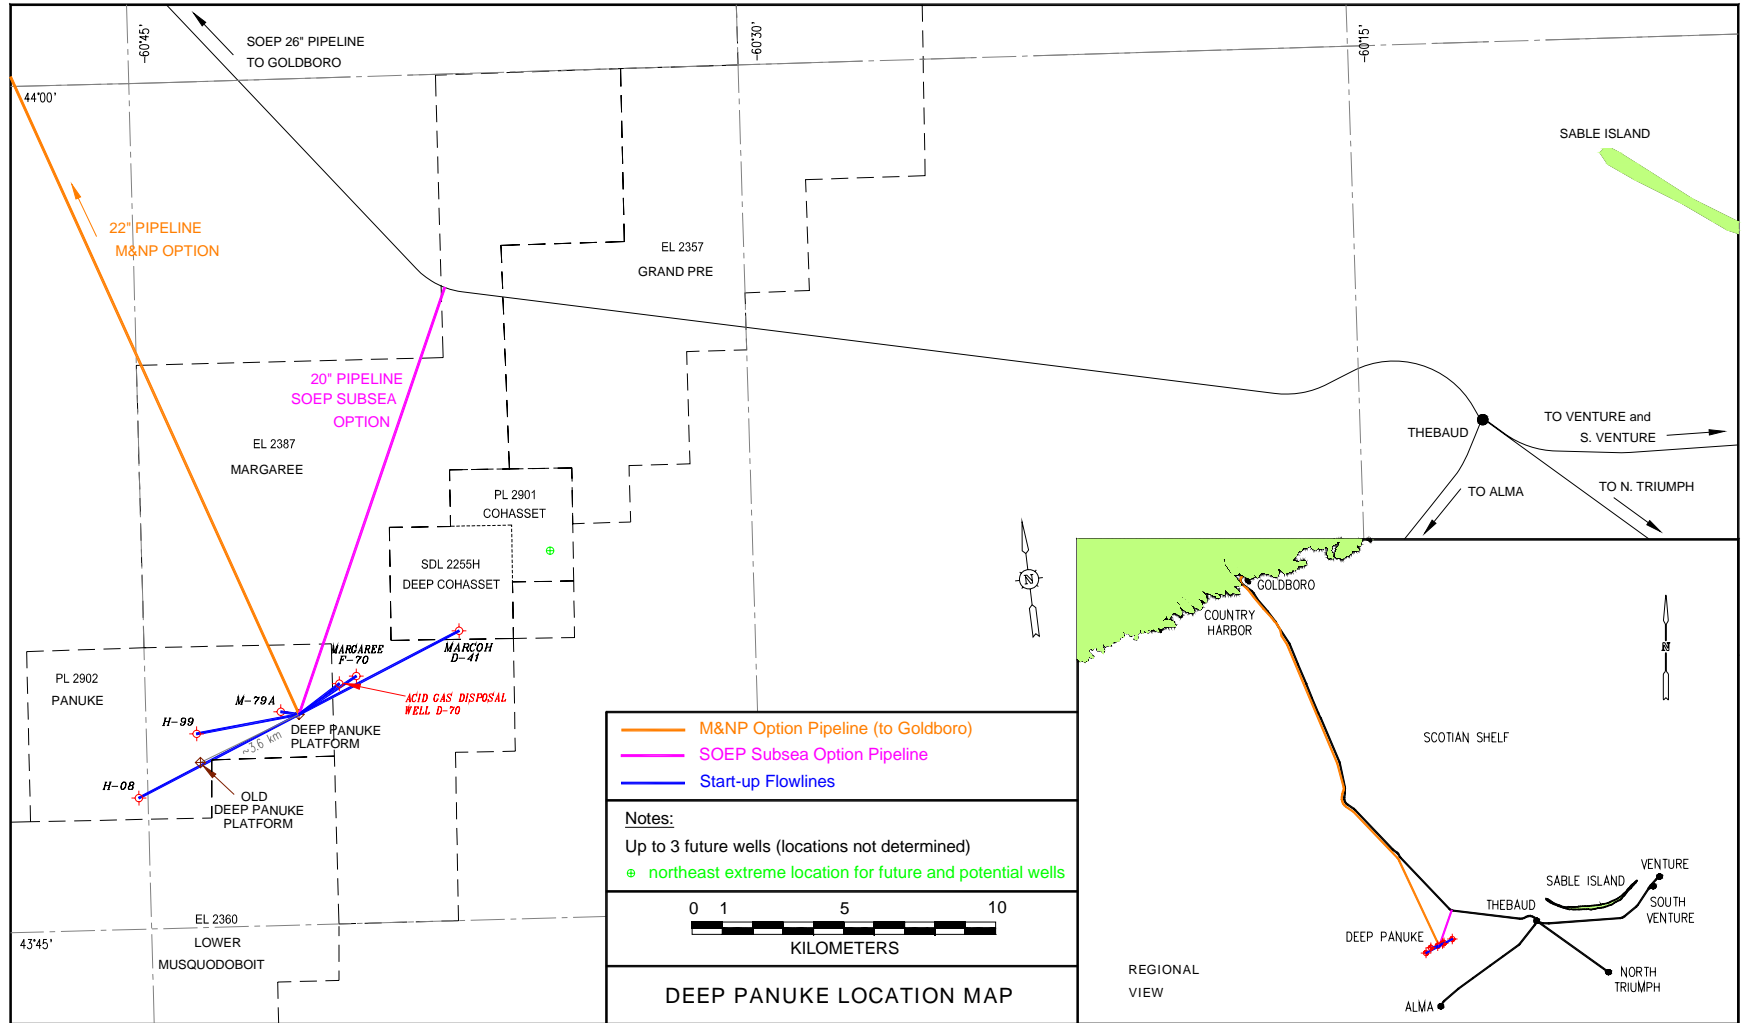 -60°45'
-60°30'
-60°15'
44°00'
43°45'
SOEP 26" PIPELINE
TO GOLDBORO
SABLE ISLAND
22" PIPELINE
M&NP OPTION
EL 2357
GRAND PRE
20" PIPELINE
SOEP SUBSEA
OPTION
EL 2387
MARGAREE
THEBAUD
TO VENTURE and
S. VENTURE
TO ALMA
TO N. TRIUMPH
PL 2901
COHASSET
SDL 2255H
DEEP COHASSET
MARGAREE
F-70
MARCOH
D-41
PL 2902
PANUKE
M-79A
H-99
H-08
ACID GAS DISPOSAL
WELL D-70
DEEP PANUKE
PLATFORM
~3.6 km
OLD
DEEP PANUKE
PLATFORM
EL 2360
LOWER
MUSQUODOBOIT
N
M&NP Option Pipeline (to Goldboro)
SOEP Subsea Option Pipeline
Start-up Flowlines
Notes:
Up to 3 future wells (locations not determined)
northeast extreme location for future and potential wells
0 1 5 10
KILOMETERS
DEEP PANUKE LOCATION MAP
GOLDBORO
COUNTRY
HARBOR
N
SCOTIAN SHELF
VENTURE
SABLE ISLAND
SOUTH
VENTURE
THEBAUD
DEEP PANUKE
NORTH
TRIUMPH
ALMA
REGIONAL
VIEW